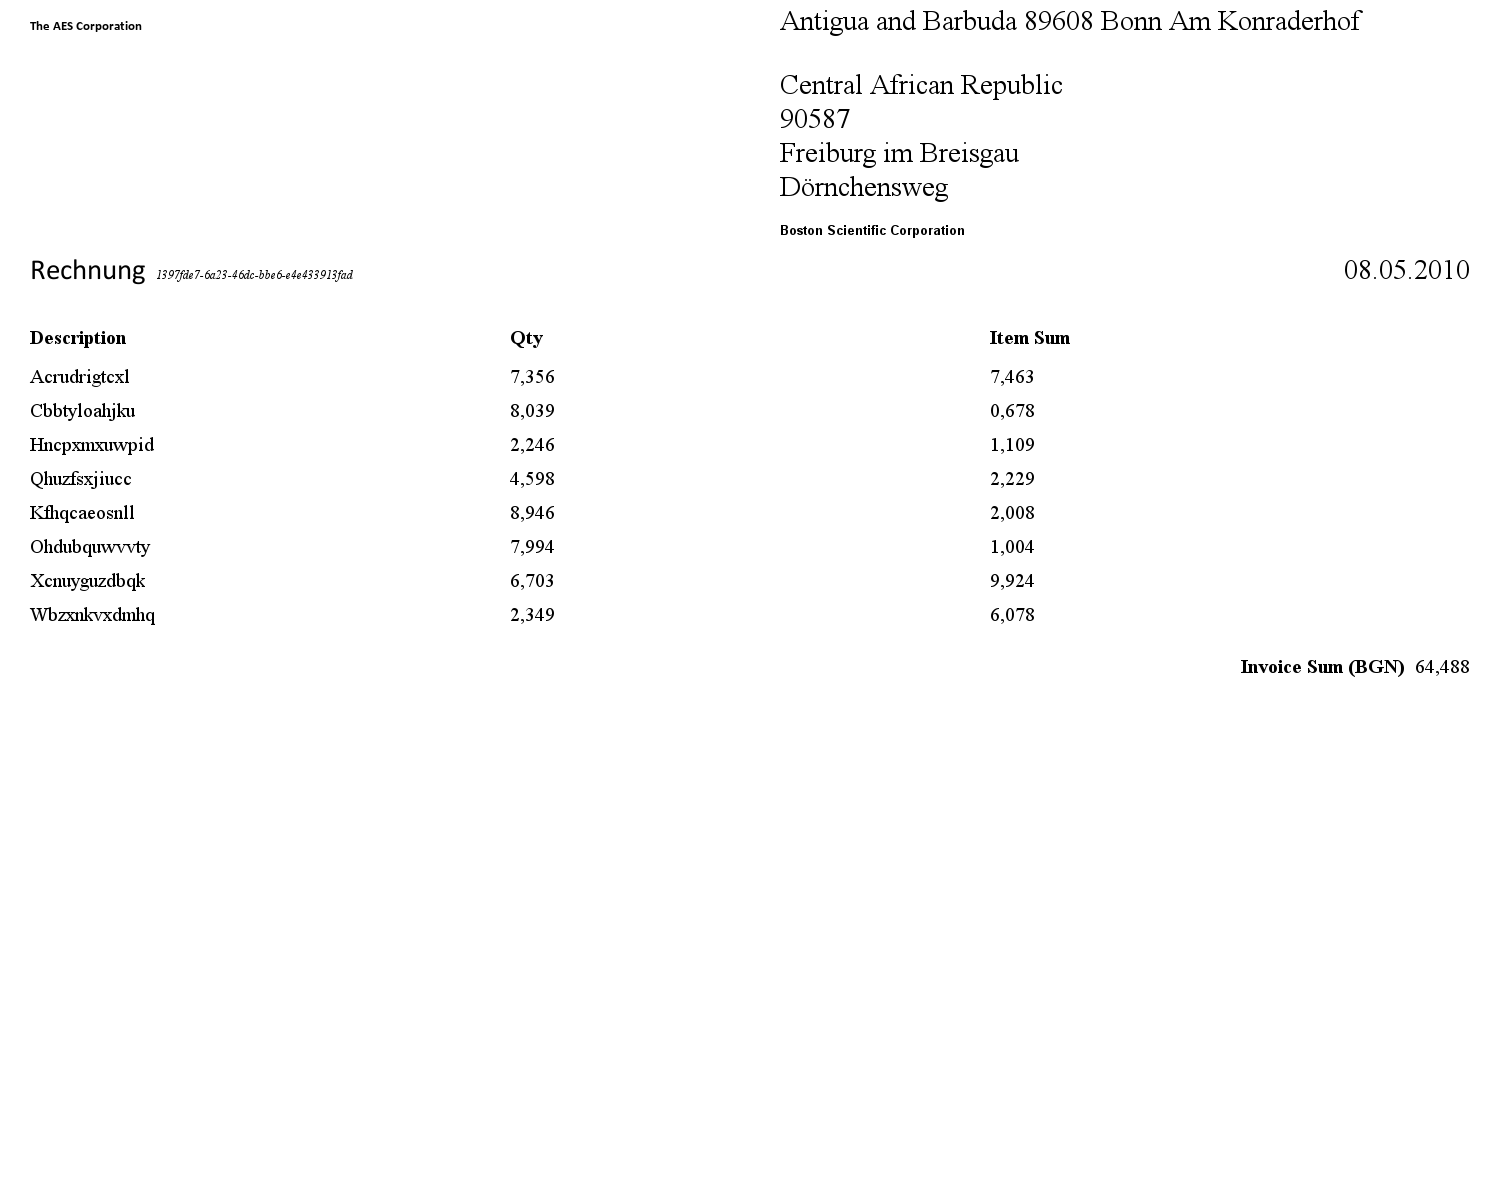 The AES Corporation
Antigua and Barbuda 89608 Bonn Am Konraderhof
Central African Republic
90587
Freiburg im Breisgau
Dörnchensweg
Boston Scientific Corporation
Rechnung 1397fde7-6a23-46dc-bbe6-e4e433913fad
08.05.2010
Description Qty Item Sum
Acrudrigtcxl 7,356 7,463
Cbbtyloahjku 8,039 0,678
Hncpxmxuwpid 2,246 1,109
Qhuzfsxjiucc 4,598 2,229
Kfhqcaeosnll 8,946 2,008
Ohdubquwvvty 7,994 1,004
Xcnuyguzdbqk 6,703 9,924
Wbzxnkvxdmhq 2,349 6,078
Invoice Sum (BGN) 64,488